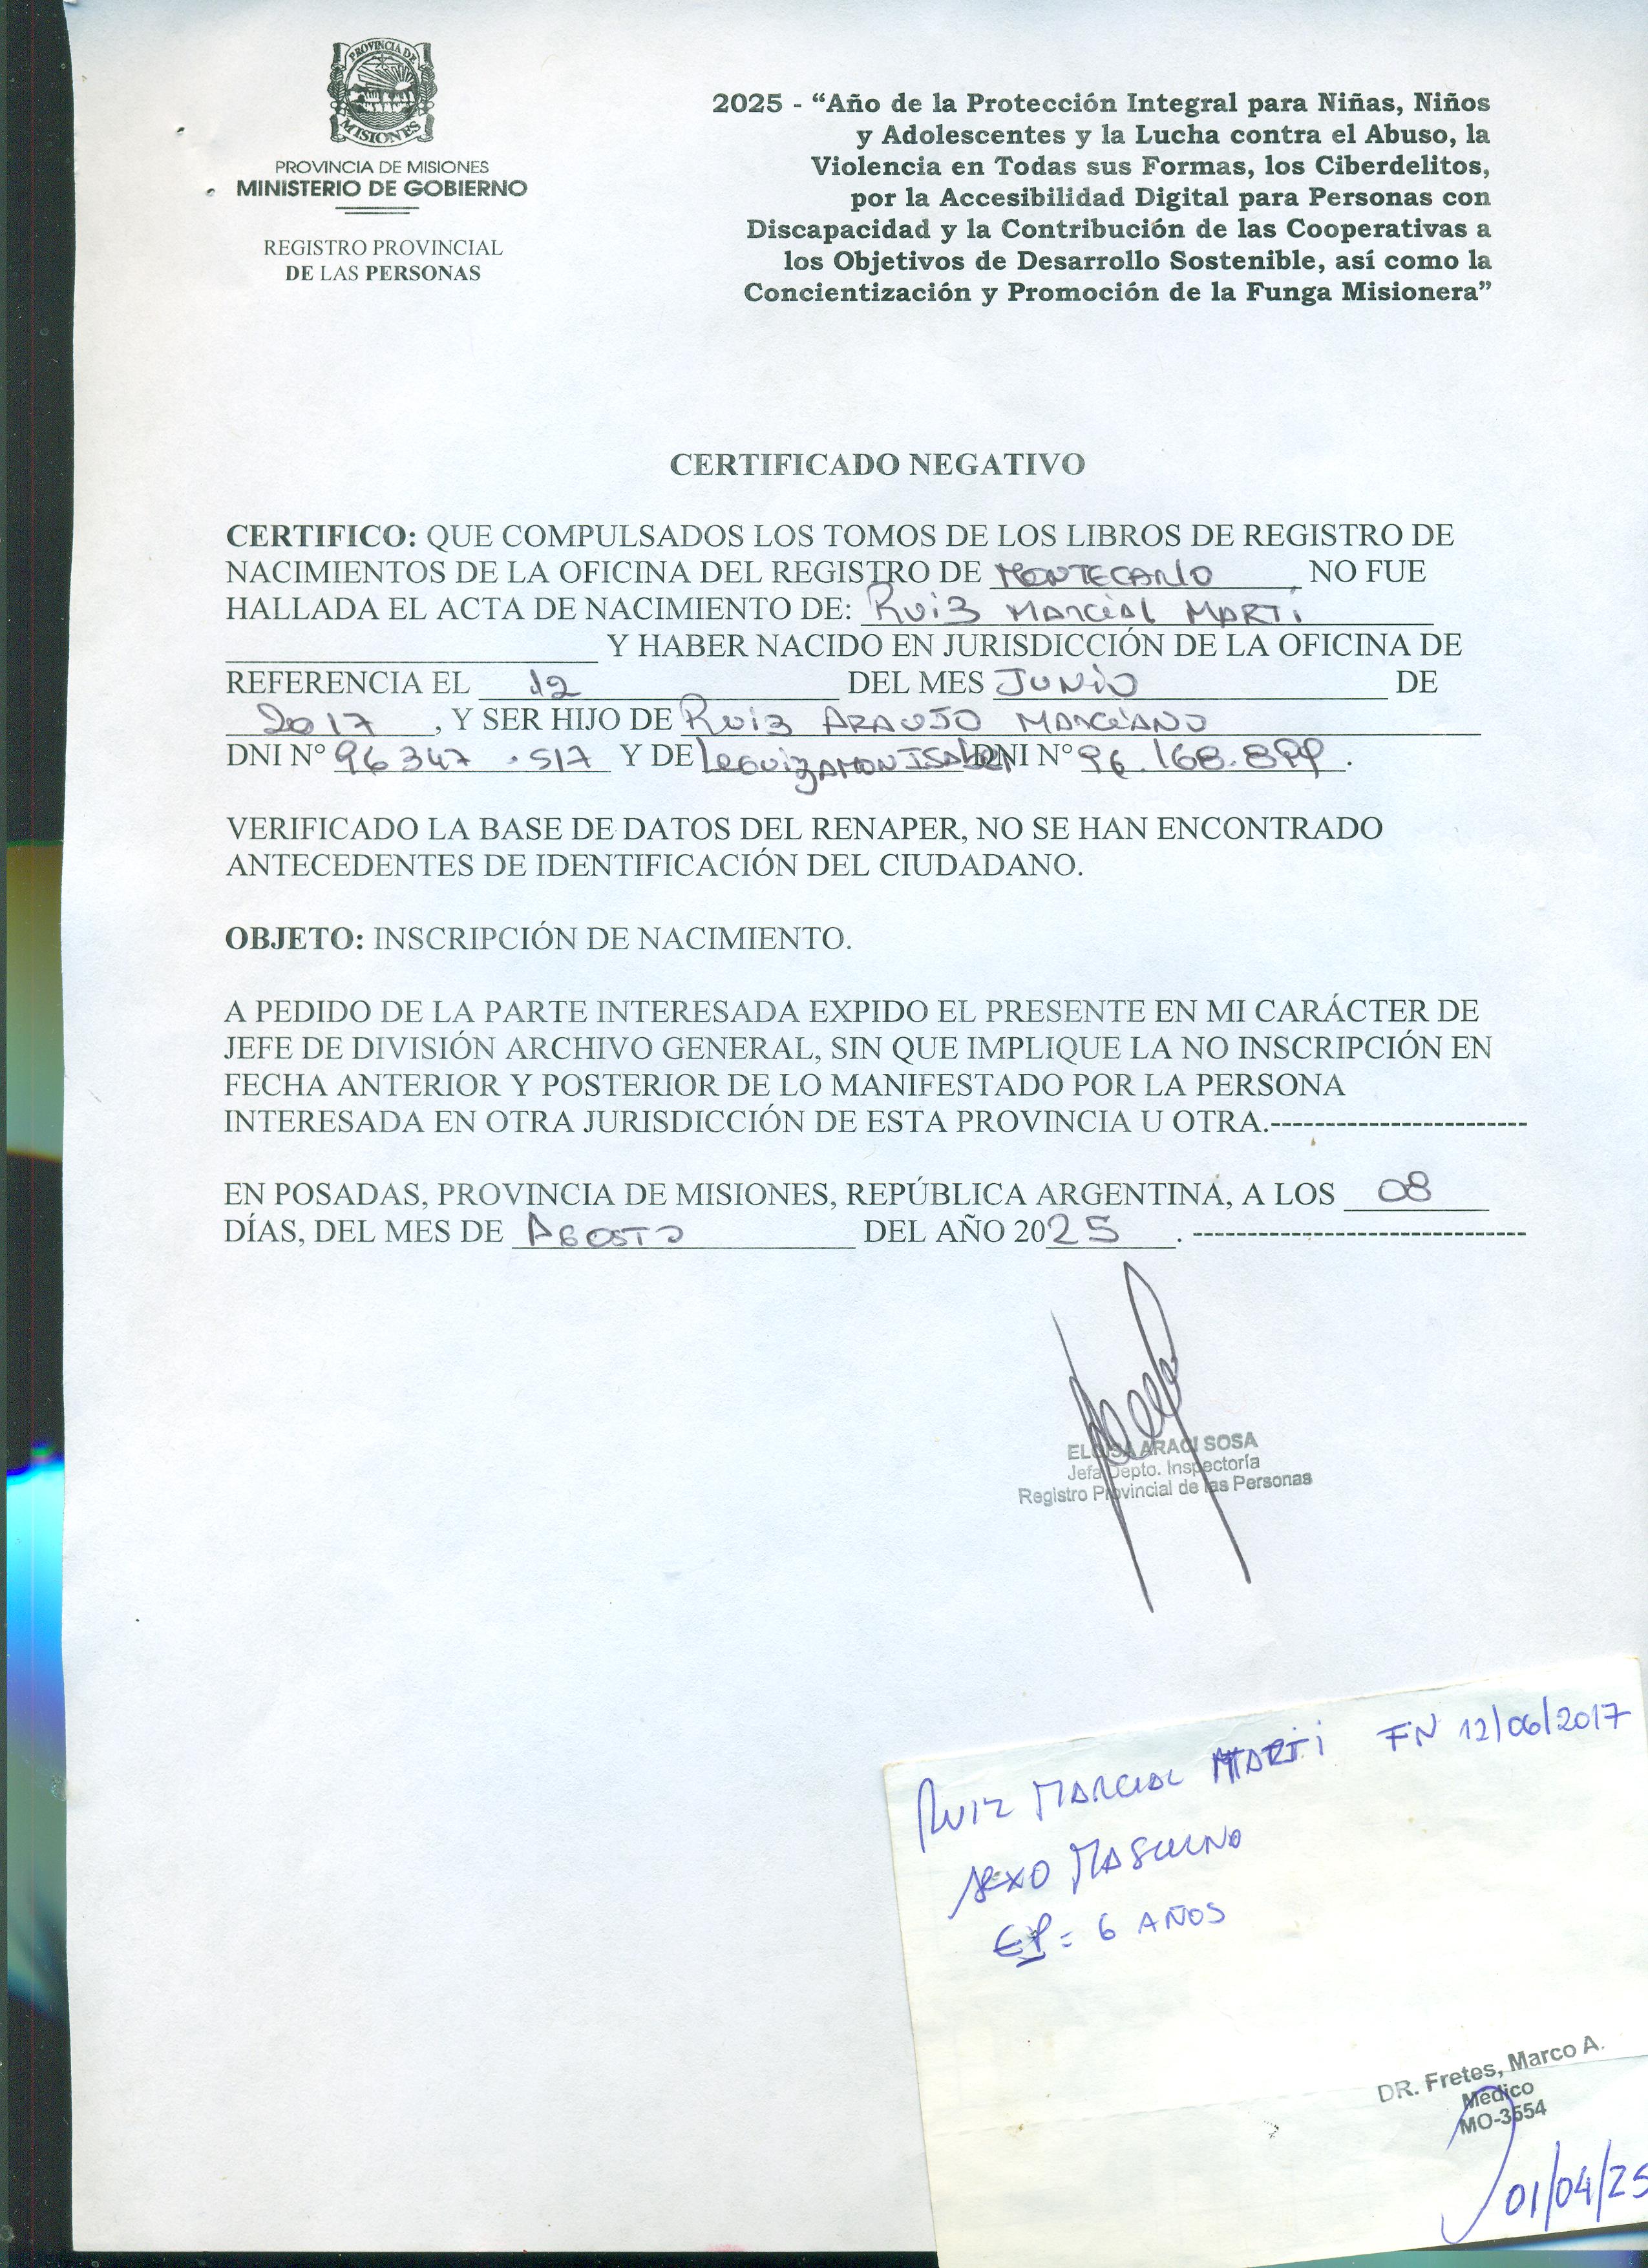 PROVINCIA DE
MISIONES
PROVINCIA DE MISIONES
MINISTERIO DE GOBIERNO
REGISTRO PROVINCIAL
DE LAS PERSONAS
2025 - “Año de la Protección Integral para Niñas, Niños
y Adolescentes y la Lucha contra el Abuso, la
Violencia en Todas sus Formas, los Ciberdelitos,
por la Accesibilidad Digital para Personas con
Discapacidad y la Contribución de las Cooperativas a
los Objetivos de Desarrollo Sostenible, así como la
Concientización y Promoción de la Funga Misionera”
CERTIFICADO NEGATIVO
CERTIFICO: QUE COMPULSADOS LOS TOMOS DE LOS LIBROS DE REGISTRO DE
NACIMIENTOS DE LA OFICINA DEL REGISTRO DE MONTECARLO NO FUE
HALLADA EL ACTA DE NACIMIENTO DE: Ruiz MARCIAL MARTI
Y HABER NACIDO EN JURISDICCIÓN DE LA OFICINA DE
REFERENCIA EL 12 DEL MES JUNIO DE
2017, Y SER HIJO DE Ruiz ARAUJO MARCIANO
DNI N° 96347.517 Y DE LEGUIZAMON ISABEL DNI N° 96.168.899.
VERIFICADO LA BASE DE DATOS DEL RENAPER, NO SE HAN ENCONTRADO
ANTECEDENTES DE IDENTIFICACIÓN DEL CIUDADANO.
OBJETO: INSCRIPCIÓN DE NACIMIENTO.
A PEDIDO DE LA PARTE INTERESADA EXPIDO EL PRESENTE EN MI CARÁCTER DE
JEFE DE DIVISIÓN ARCHIVO GENERAL, SIN QUE IMPLIQUE LA NO INSCRIPCIÓN EN
FECHA ANTERIOR Y POSTERIOR DE LO MANIFESTADO POR LA PERSONA
INTERESADA EN OTRA JURISDICCIÓN DE ESTA PROVINCIA U OTRA.------------------------
EN POSADAS, PROVINCIA DE MISIONES, REPÚBLICA ARGENTINA, A LOS 08
DÍAS, DEL MES DE AGOSTO DEL AÑO 2025. -------------------------------
ELOISA ARACI SOSA
Jefa Depto. Inspectoría
Registro Provincial de las Personas
RUIZ MARCIAL MARTI FN 12/06/2017
SEXO MASCULINO
EP = 6 AÑOS
DR. Fretes, Marco A.
Médico
MO-3554
01/04/25